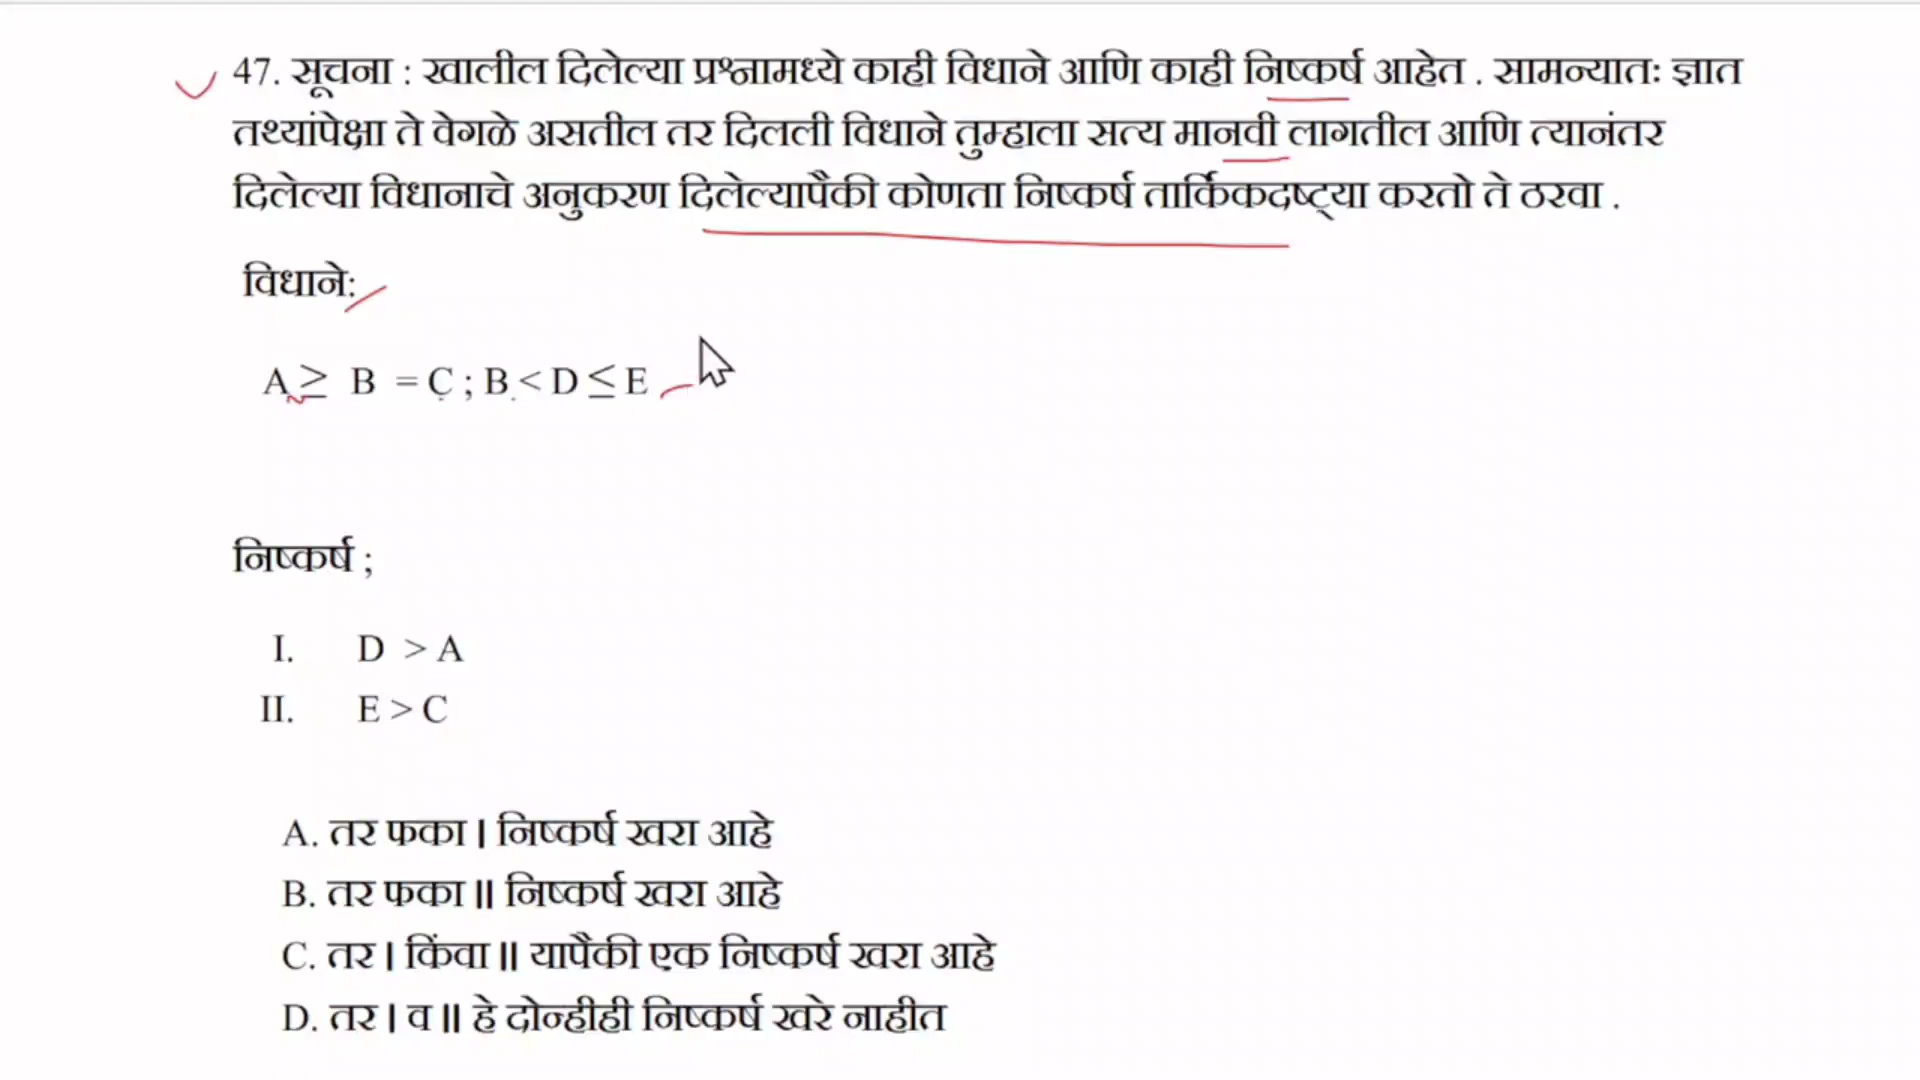 47. सूचना : खालील दिलेल्या प्रश्नामध्ये काही विधाने आणि काही निष्कर्ष आहेत . सामन्यातः ज्ञात
तथ्यांपेक्षा ते वेगळे असतील तर दिलली विधाने तुम्हाला सत्य मानवी लागतील आणि त्यानंतर
दिलेल्या विधानाचे अनुकरण दिलेल्यापैकी कोणता निष्कर्ष तार्किकदष्ट्या करतो ते ठरवा .
विधाने:
A ≥ B = C ; B < D ≤ E
निष्कर्ष ;
I. D > A
II. E > C
A. तर फका I निष्कर्ष खरा आहे
B. तर फका II निष्कर्ष खरा आहे
C. तर I किंवा II यापैकी एक निष्कर्ष खरा आहे
D. तर I व II हे दोन्हीही निष्कर्ष खरे नाहीत